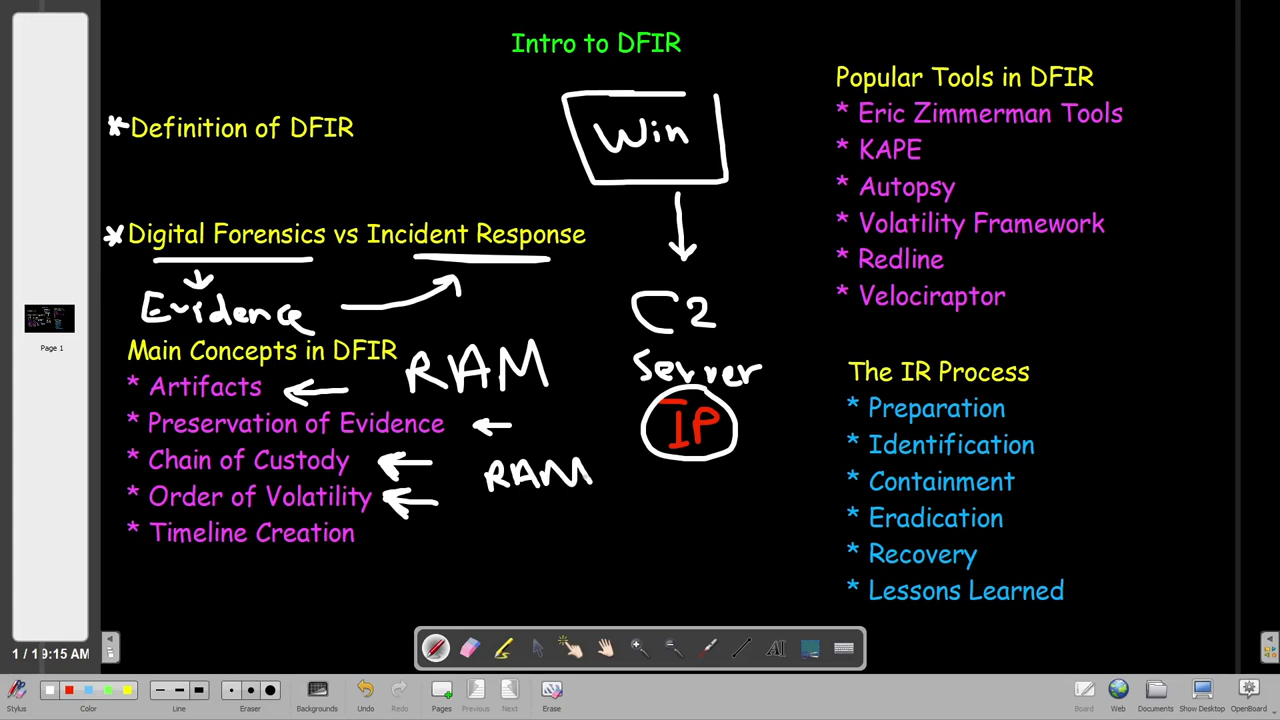 Intro to DFIR
* Definition of DFIR
* Digital Forensics vs Incident Response
Evidence
Main Concepts in DFIR
* Artifacts
* Preservation of Evidence
* Chain of Custody
* Order of Volatility
* Timeline Creation
RAM
RAM
Win
C2
Server
IP
Popular Tools in DFIR
* Eric Zimmerman Tools
* KAPE
* Autopsy
* Volatility Framework
* Redline
* Velociraptor
The IR Process
* Preparation
* Identification
* Containment
* Eradication
* Recovery
* Lessons Learned
Page 1
1 / 1 9:15 AM
Stylus
Color
Line
Eraser
Backgrounds
Undo
Redo
Pages
Previous
Next
Erase
Board
Web
Documents
Show Desktop
OpenBoard